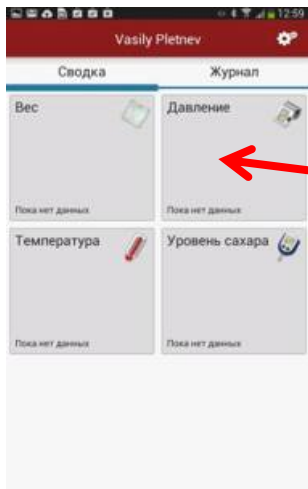 12:59
Vasily Pletnev
Сводка Журнал
Вес Давление
Пока нет данных Пока нет данных
Температура Уровень сахара
Пока нет данных Пока нет данных